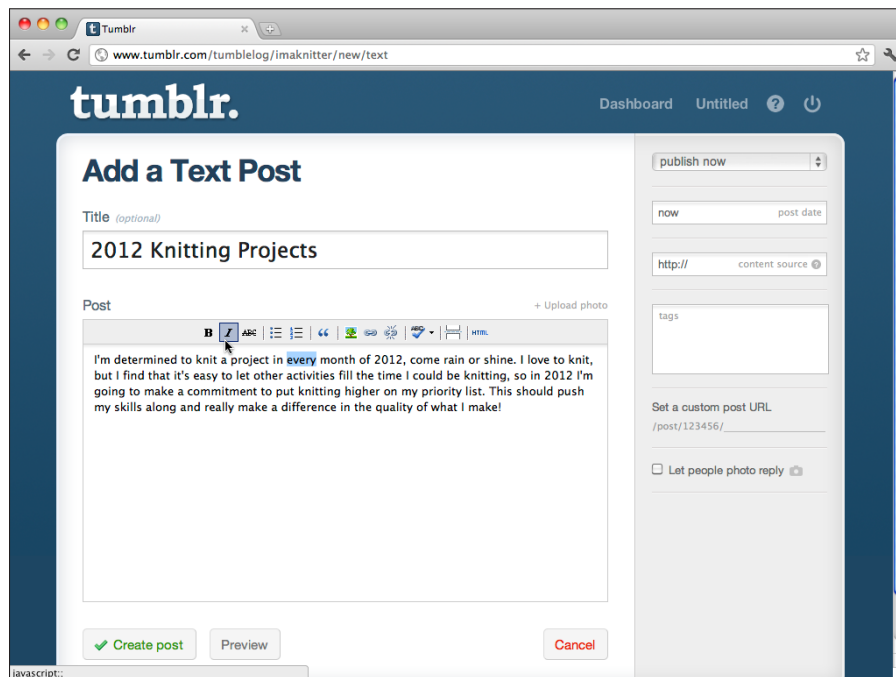 Tumblr
www.tumblr.com/tumblelog/imaknitter/new/text
tumblr.
Dashboard Untitled ?
Add a Text Post
Title (optional)
2012 Knitting Projects
Post + Upload photo
B I ABC ABC HTML
I'm determined to knit a project in every month of 2012, come rain or shine. I love to knit,
but I find that it's easy to let other activities fill the time I could be knitting, so in 2012 I'm
going to make a commitment to put knitting higher on my priority list. This should push
my skills along and really make a difference in the quality of what I make!
Create post Preview Cancel
publish now
now post date
http:// content source ?
tags
Set a custom post URL
/post/123456/
Let people photo reply
javascript:;